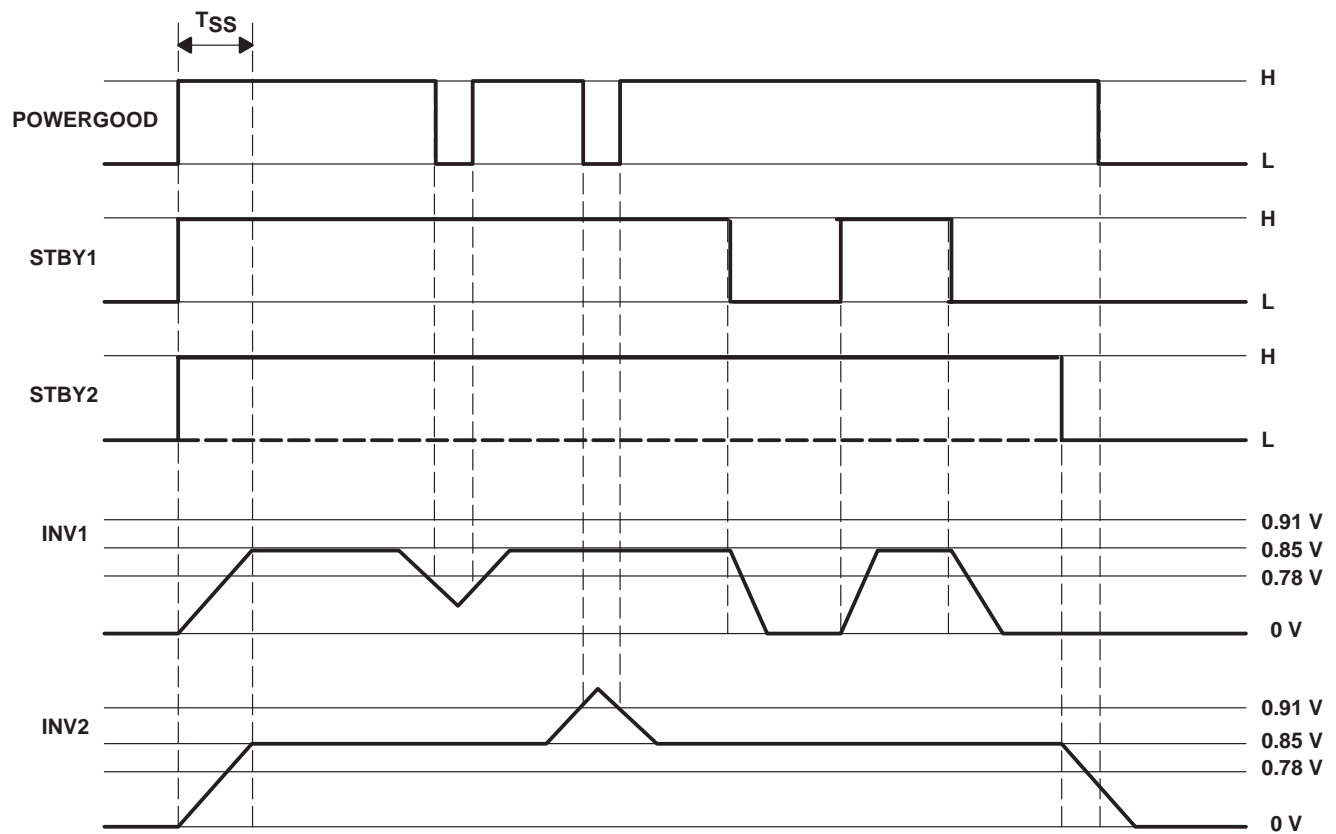 TSS
H
POWERGOOD
L
H
STBY1
L
H
STBY2
L
INV1
0.91 V
0.85 V
0.78 V
0 V
INV2
0.91 V
0.85 V
0.78 V
0 V